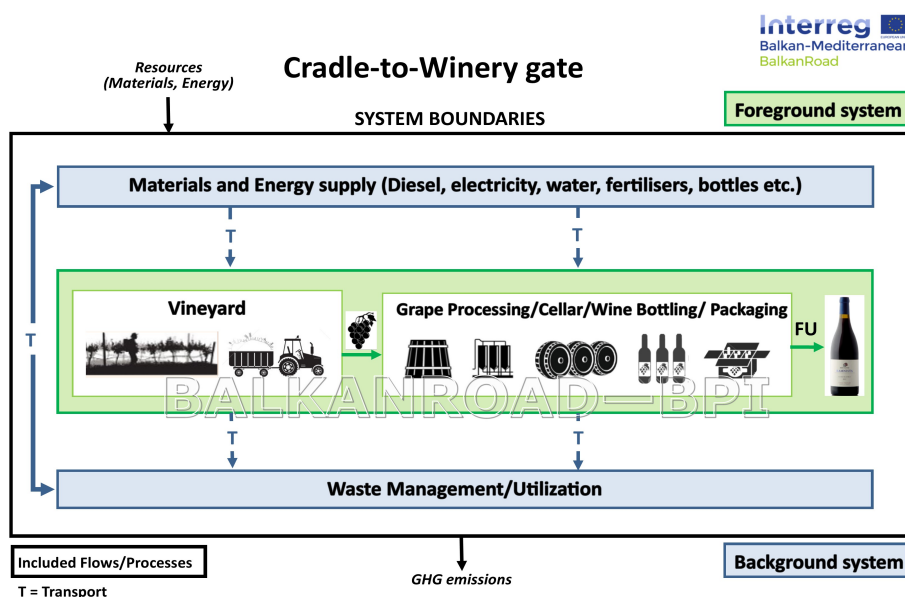 Interreg
EUROPEAN UN
Balkan-Mediterranean
BalkanRoad
Resources
(Materials, Energy)
Cradle-to-Winery gate
Foreground system
SYSTEM BOUNDARIES
Materials and Energy supply (Diesel, electricity, water, fertilisers, bottles etc.)
T
T
Vineyard
Grape Processing/Cellar/Wine Bottling/ Packaging
FU
T
BALKANROAD—BPI
T
T
Waste Management/Utilization
Included Flows/Processes
T = Transport
GHG emissions
Background system